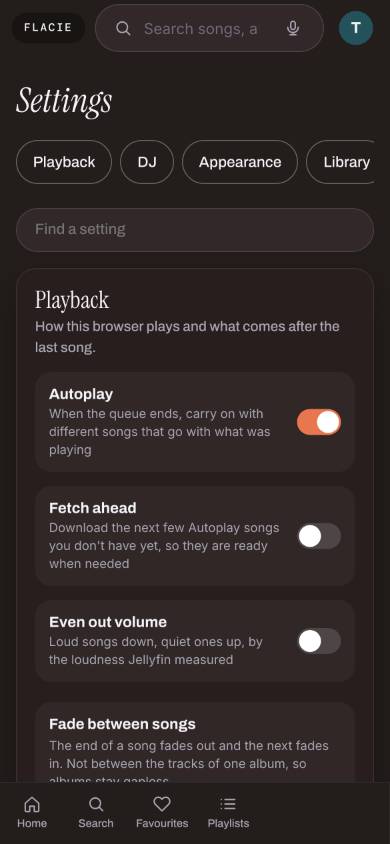 FLACIE
Search songs, a
T
Settings
Playback
DJ
Appearance
Library
Find a setting
Playback
How this browser plays and what comes after the
last song.
Autoplay
When the queue ends, carry on with
different songs that go with what was
playing
Fetch ahead
Download the next few Autoplay songs
you don't have yet, so they are ready
when needed
Even out volume
Loud songs down, quiet ones up, by
the loudness Jellyfin measured
Fade between songs
The end of a song fades out and the next fades
in. Not between the tracks of one album, so
albums stay gapless.
Home
Search
Favourites
Playlists